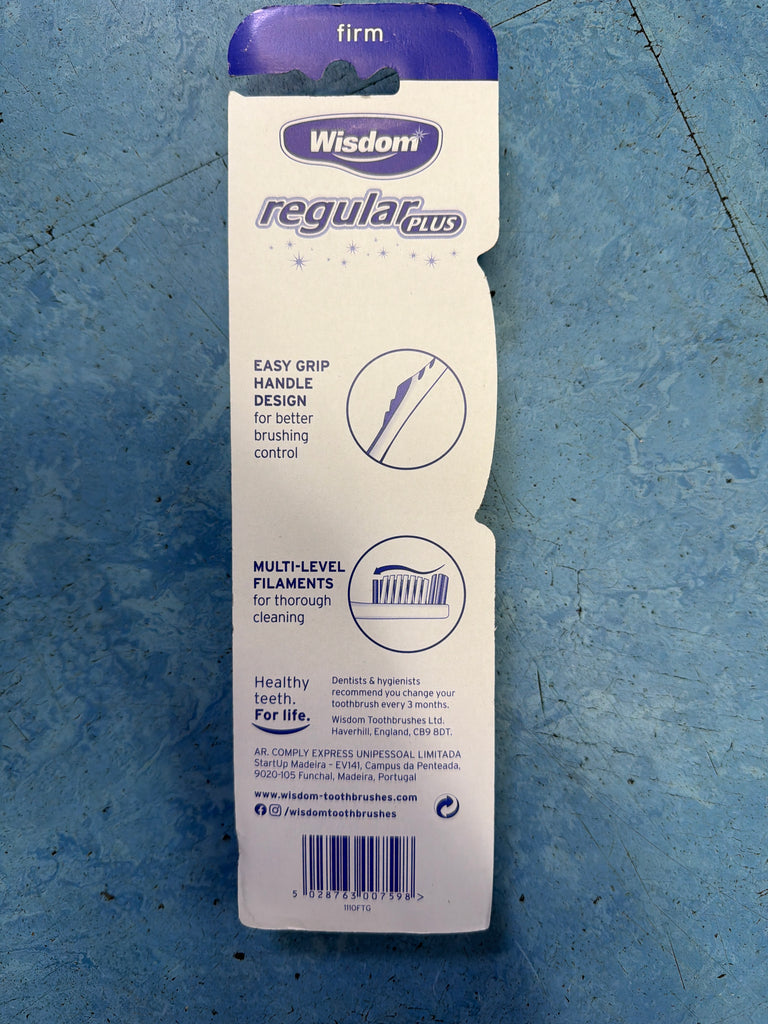 firm
Wisdom
regular PLUS
EASY GRIP
HANDLE
DESIGN
for better
brushing
control
MULTI-LEVEL
FILAMENTS
for thorough
cleaning
Healthy
teeth.
For life.
Dentists & hygienists
recommend you change your
toothbrush every 3 months.
Wisdom Toothbrushes Ltd.
Haverhill, England, CB9 8DT.
AR. COMPLY EXPRESS UNIPESSOAL LIMITADA
StartUp Madeira – EV141, Campus da Penteada,
9020-105 Funchal, Madeira, Portugal
www.wisdom-toothbrushes.com
/wisdomtoothbrushes
5 028763 007598 >
1110FTG